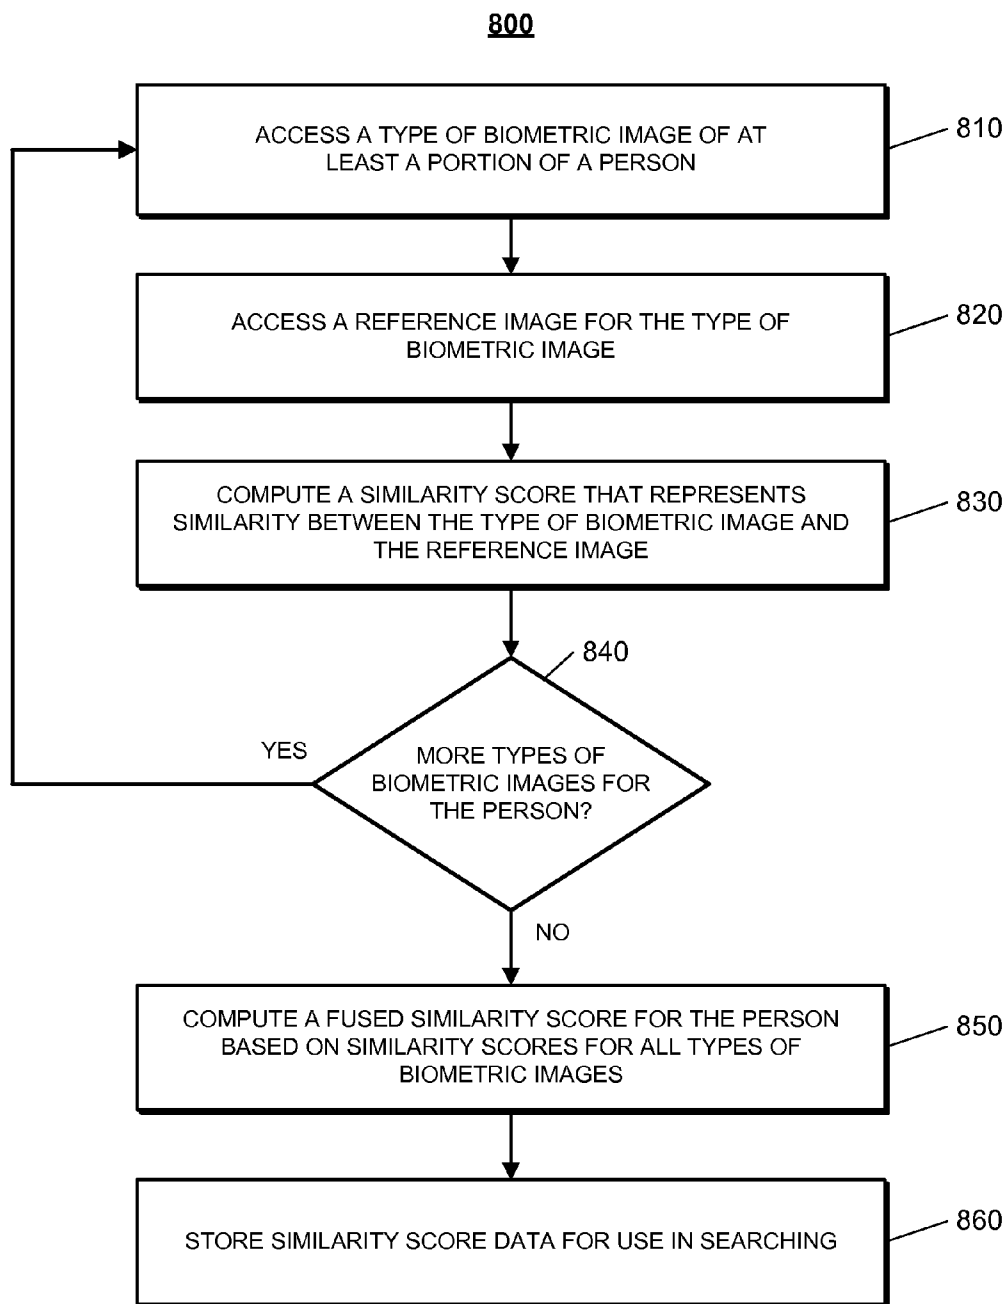 800
ACCESS A TYPE OF BIOMETRIC IMAGE OF AT
LEAST A PORTION OF A PERSON
810
ACCESS A REFERENCE IMAGE FOR THE TYPE OF
BIOMETRIC IMAGE
820
COMPUTE A SIMILARITY SCORE THAT REPRESENTS
SIMILARITY BETWEEN THE TYPE OF BIOMETRIC IMAGE AND
THE REFERENCE IMAGE
830
840
YES
MORE TYPES OF
BIOMETRIC IMAGES FOR
THE PERSON?
NO
COMPUTE A FUSED SIMILARITY SCORE FOR THE PERSON
BASED ON SIMILARITY SCORES FOR ALL TYPES OF
BIOMETRIC IMAGES
850
STORE SIMILARITY SCORE DATA FOR USE IN SEARCHING
860